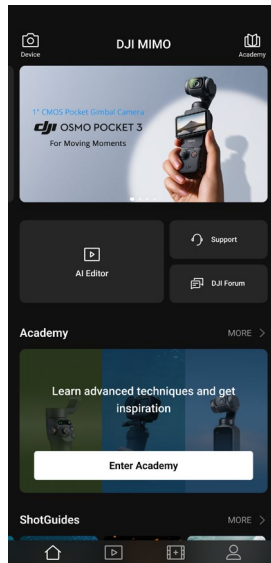 DJI MIMO
Device
Academy
1" CMOS Pocket Gimbal Camera
dji OSMO POCKET 3
For Moving Moments
AI Editor
Support
DJI Forum
Academy
MORE
Learn advanced techniques and get
inspiration
Enter Academy
ShotGuides
MORE